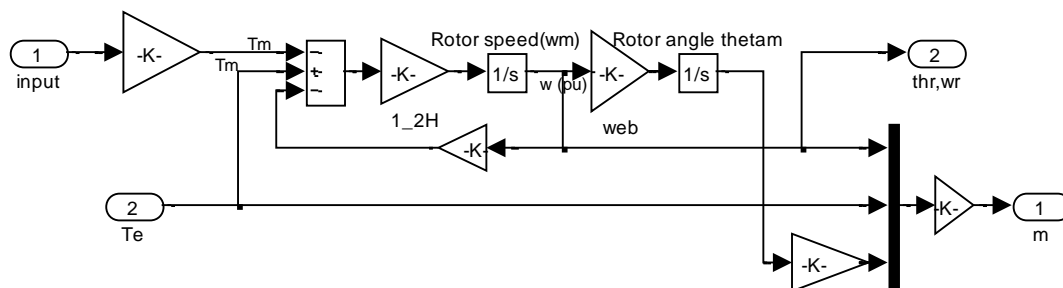 1
input
-K-
Tm
Tm
−
+
−
-K-
1_2H
Rotor speed(wm)
1/s
w (pu)
-K-
web
Rotor angle thetam
1/s
2
thr,wr
-K-
2
Te
-K-
-K-
1
m